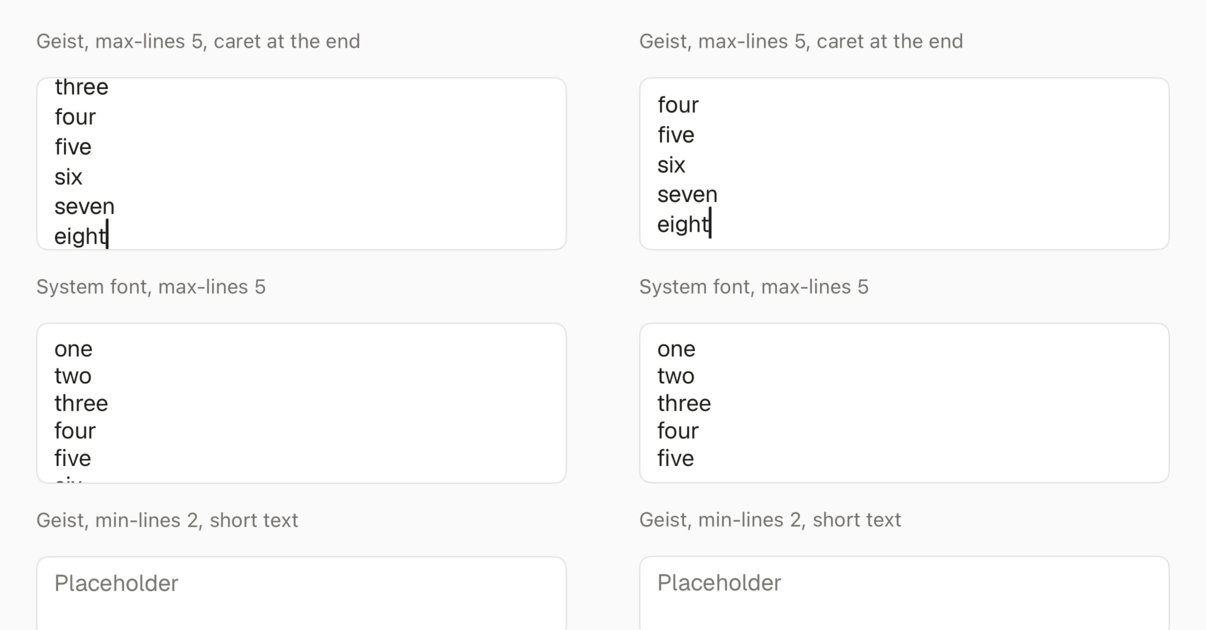 Geist, max-lines 5, caret at the end
three
four
five
six
seven
eight
System font, max-lines 5
one
two
three
four
five
Geist, min-lines 2, short text
Placeholder
Geist, max-lines 5, caret at the end
four
five
six
seven
eight
System font, max-lines 5
one
two
three
four
five
Geist, min-lines 2, short text
Placeholder